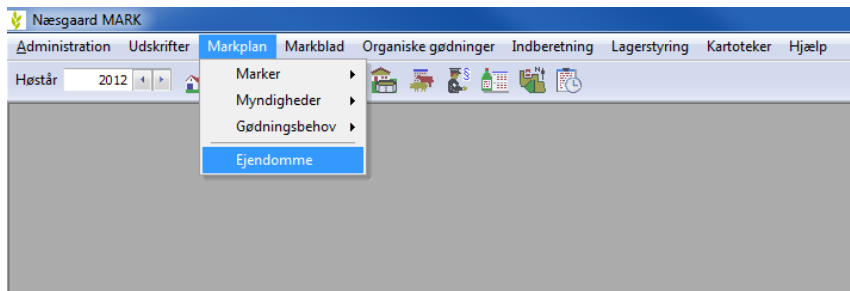 Næsgaard MARK
Administration Udskrifter Markplan Markblad Organiske gødninger Indberetning Lagerstyring Kartoteker Hjælp
Høstår 2012
Marker
Myndigheder
Gødningsbehov
Ejendomme